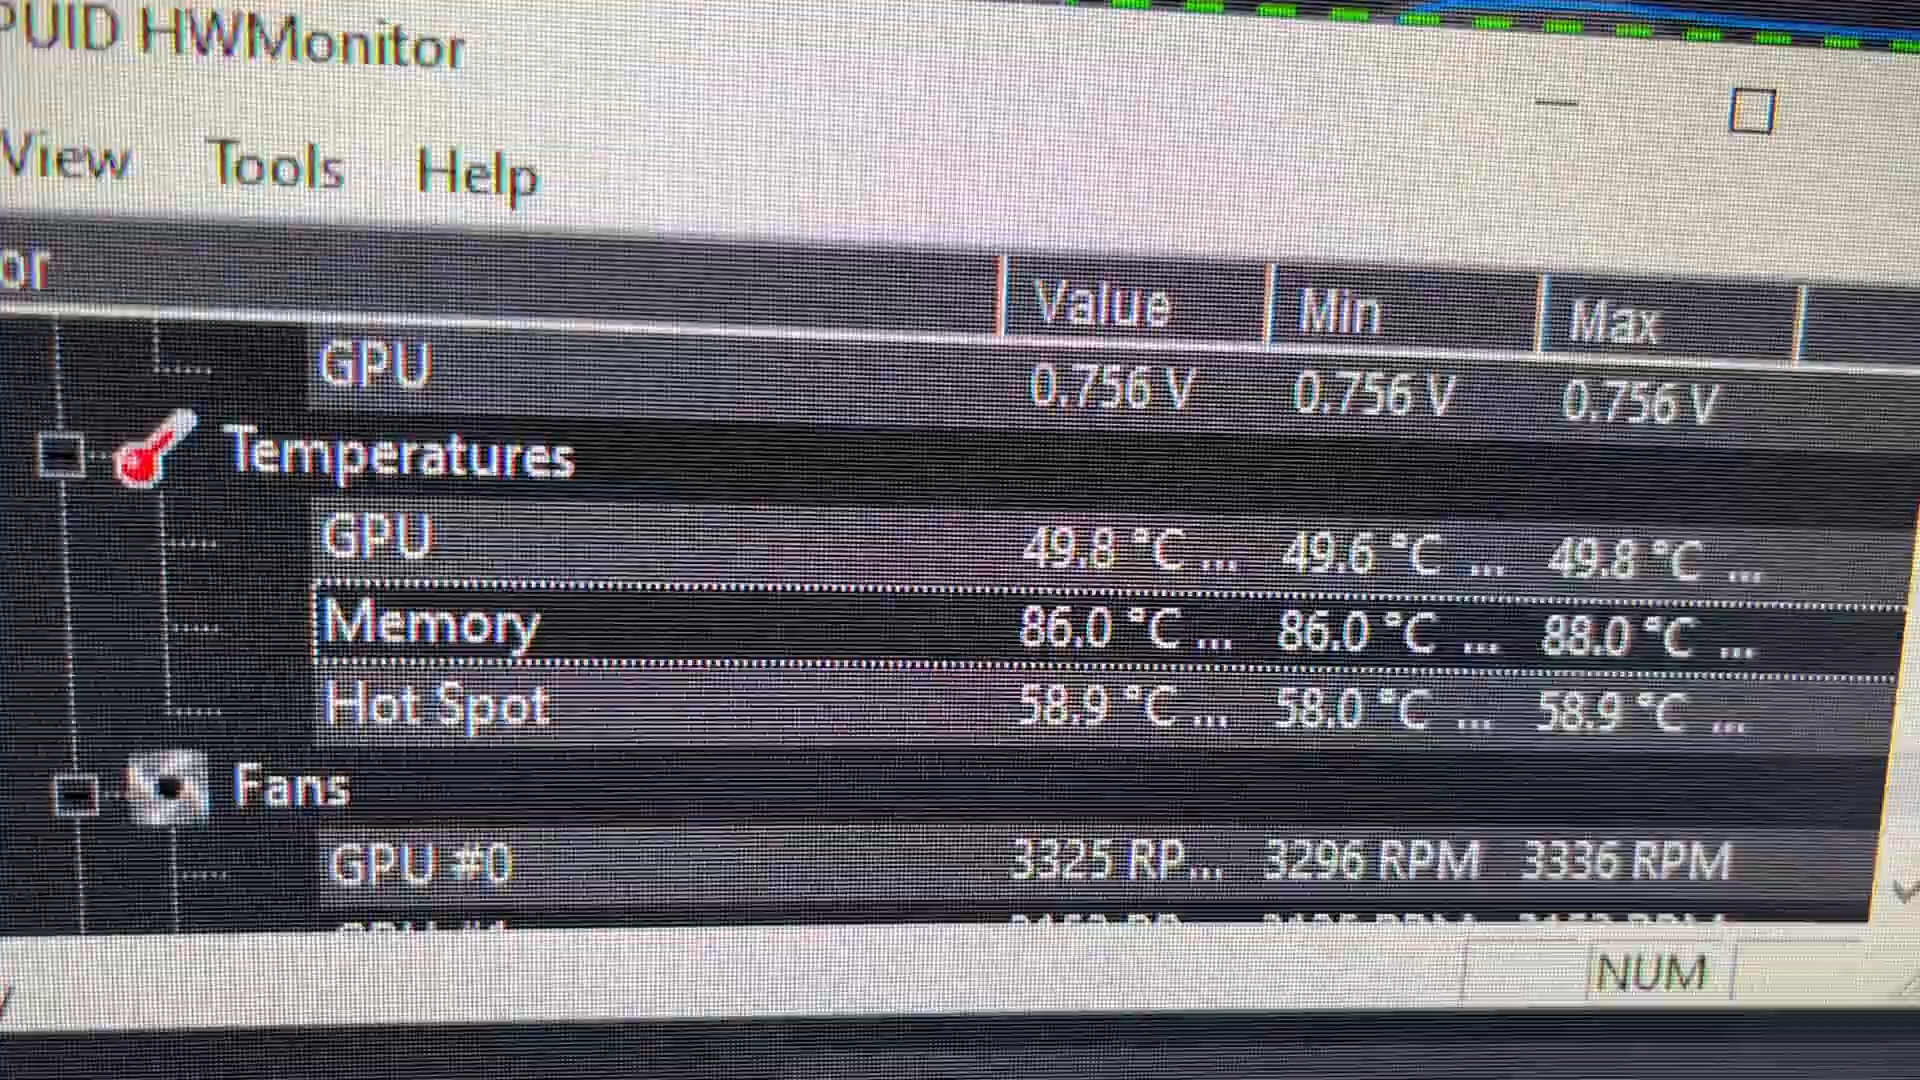 PUID HWMonitor
View Tools Help
or Value Min Max
GPU 0.756 V 0.756 V 0.756 V
Temperatures
GPU 49.8 °C ... 49.6 °C ... 49.8 °C ...
Memory 86.0 °C ... 86.0 °C ... 88.0 °C ...
Hot Spot 58.9 °C ... 58.0 °C ... 58.9 °C ...
Fans
GPU #0 3325 RP... 3296 RPM 3336 RPM
NUM